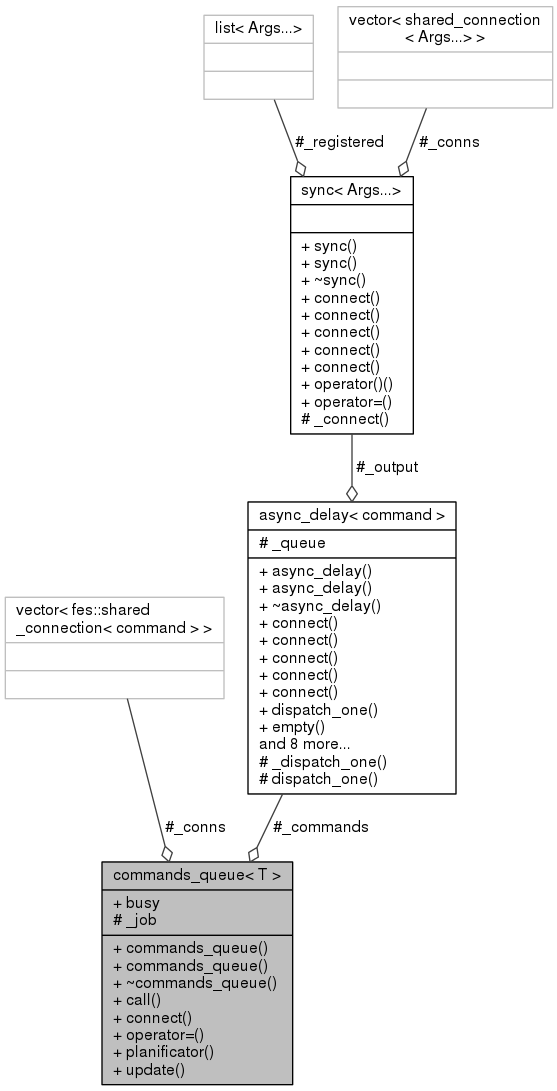 list< Args...>
vector< shared_connection
< Args...> >
#_registered
#_conns
sync< Args...>
+ sync()
+ sync()
+ ~sync()
+ connect()
+ connect()
+ connect()
+ connect()
+ connect()
+ operator()()
+ operator=()
# _connect()
#_output
async_delay< command >
# _queue
+ async_delay()
+ async_delay()
+ ~async_delay()
+ connect()
+ connect()
+ connect()
+ connect()
+ connect()
+ dispatch_one()
+ empty()
and 8 more...
# _dispatch_one()
# dispatch_one()
vector< fes::shared
_connection< command > >
#_conns
#_commands
commands_queue< T >
+ busy
# _job
+ commands_queue()
+ commands_queue()
+ ~commands_queue()
+ call()
+ connect()
+ operator=()
+ planificator()
+ update()